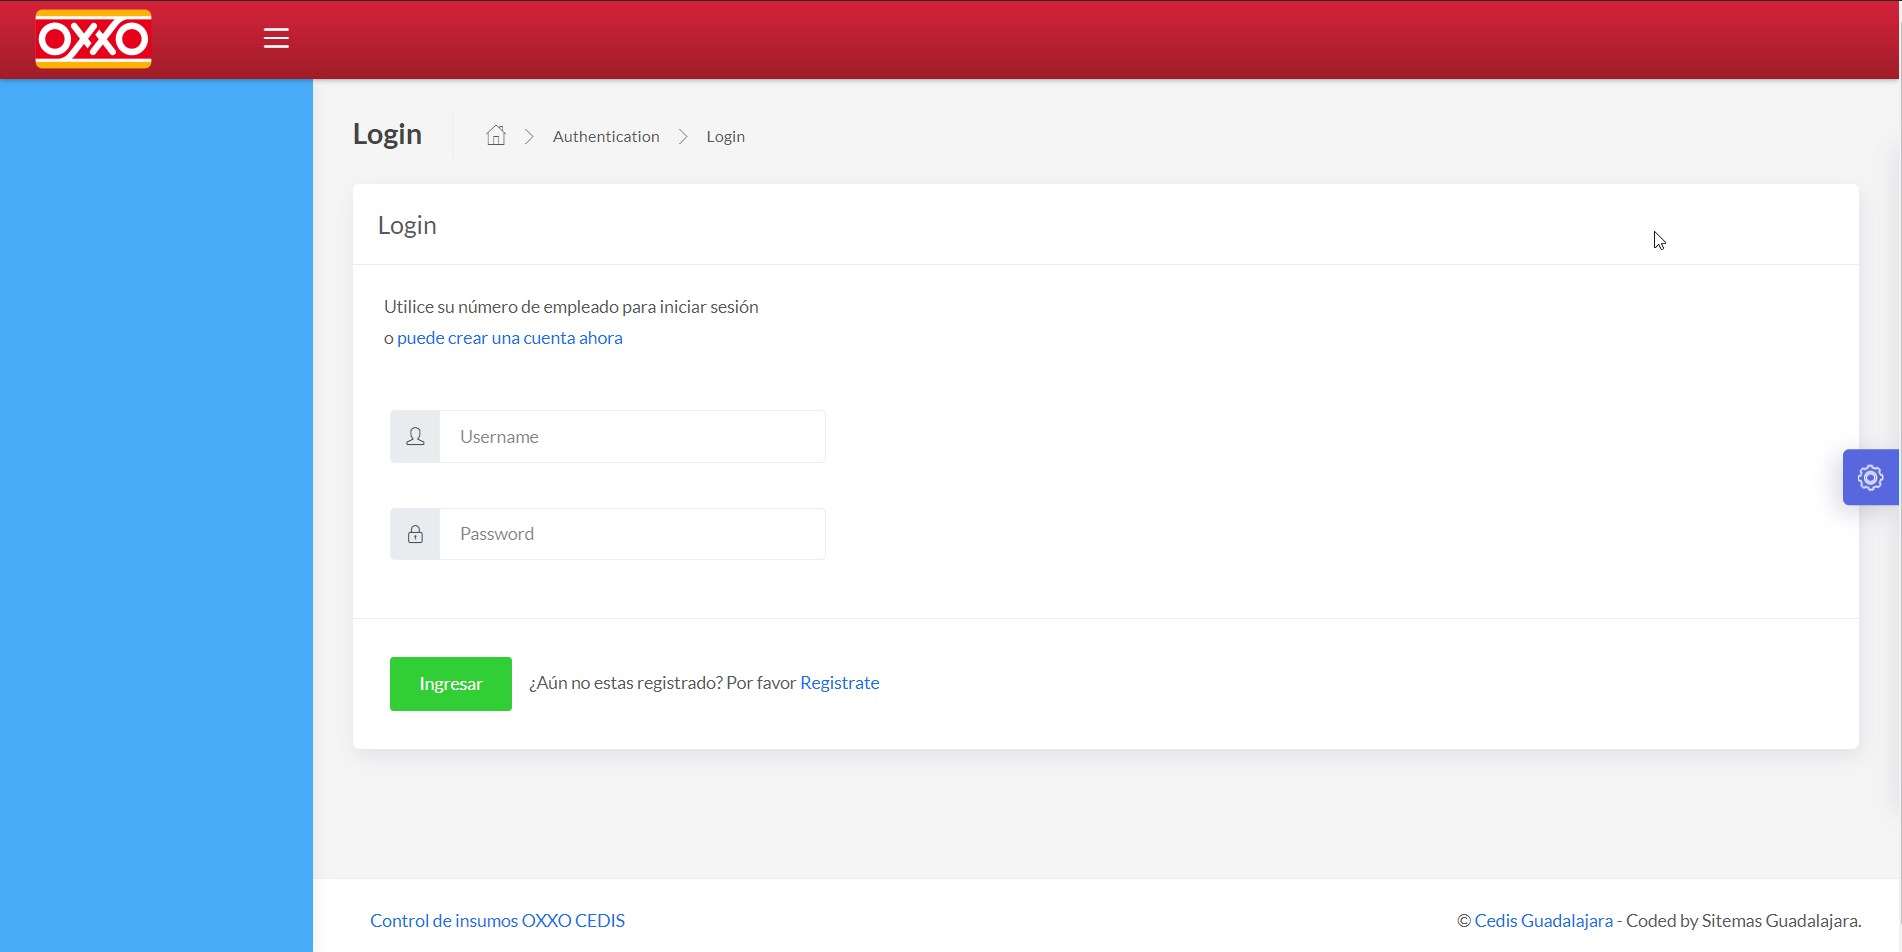 OXXO
Login
Authentication
Login
Login
Utilice su número de empleado para iniciar sesión
o puede crear una cuenta ahora
Username
Password
Ingresar
¿Aún no estas registrado? Por favor Registrate
Control de insumos OXXO CEDIS
© Cedis Guadalajara - Coded by Sitemas Guadalajara.